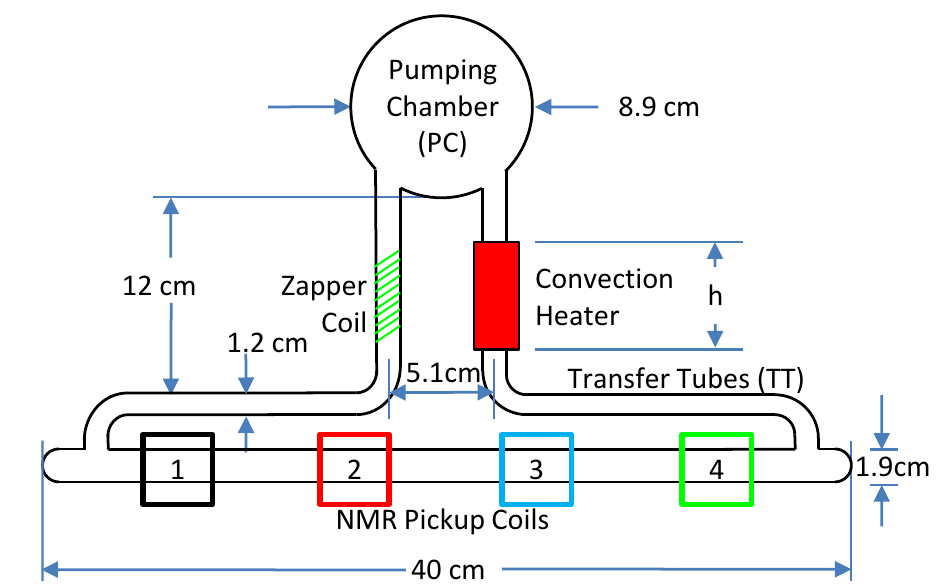 Pumping
Chamber
(PC)
8.9 cm
12 cm
Zapper
Coil
Convection
Heater
h
1.2 cm
5.1cm
Transfer Tubes (TT)
1
2
3
4
1.9cm
NMR Pickup Coils
40 cm